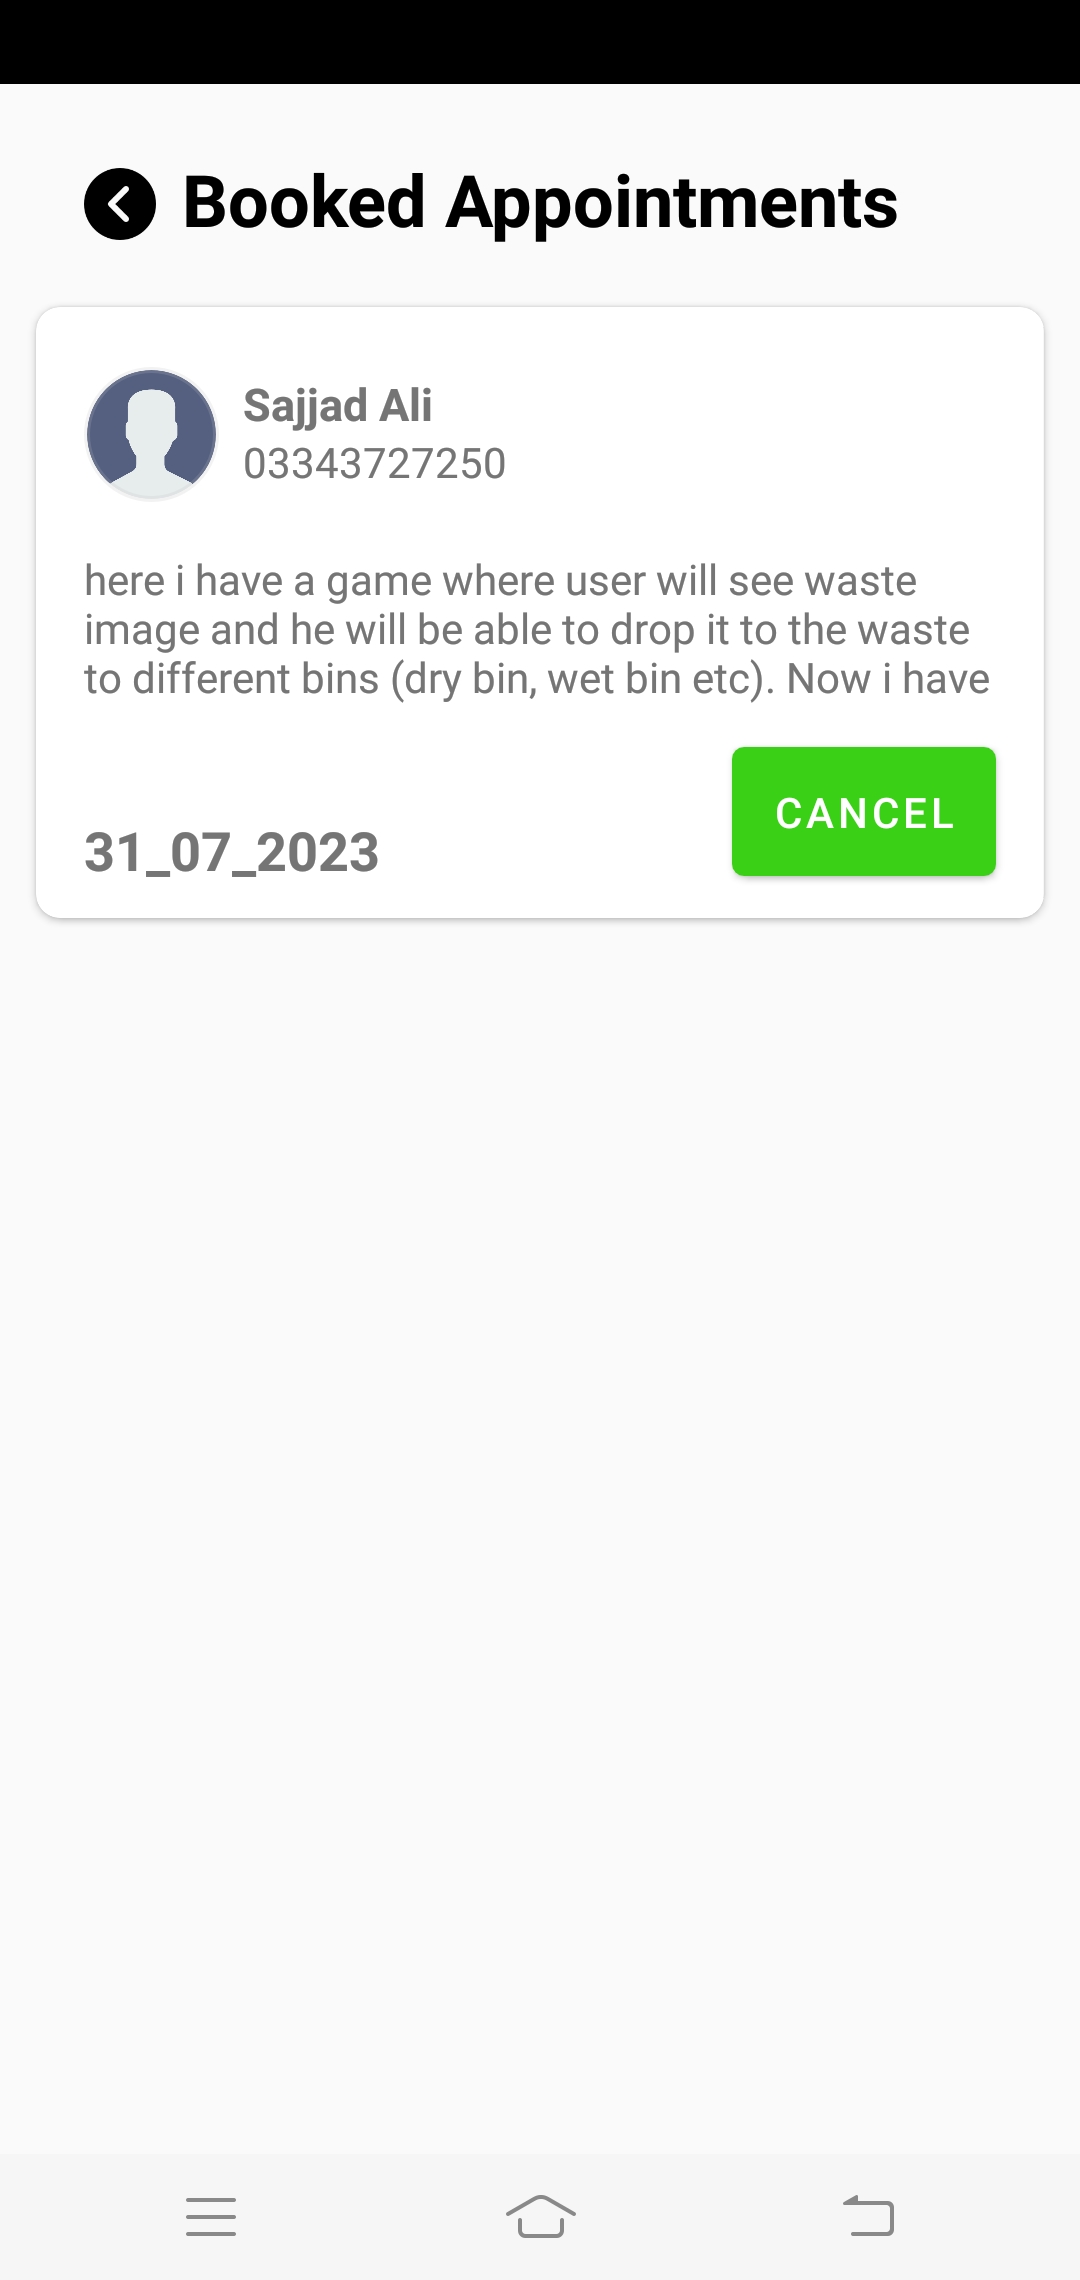 Booked Appointments
Sajjad Ali
03343727250
here i have a game where user will see waste
image and he will be able to drop it to the waste
to different bins (dry bin, wet bin etc). Now i have
CANCEL
31_07_2023